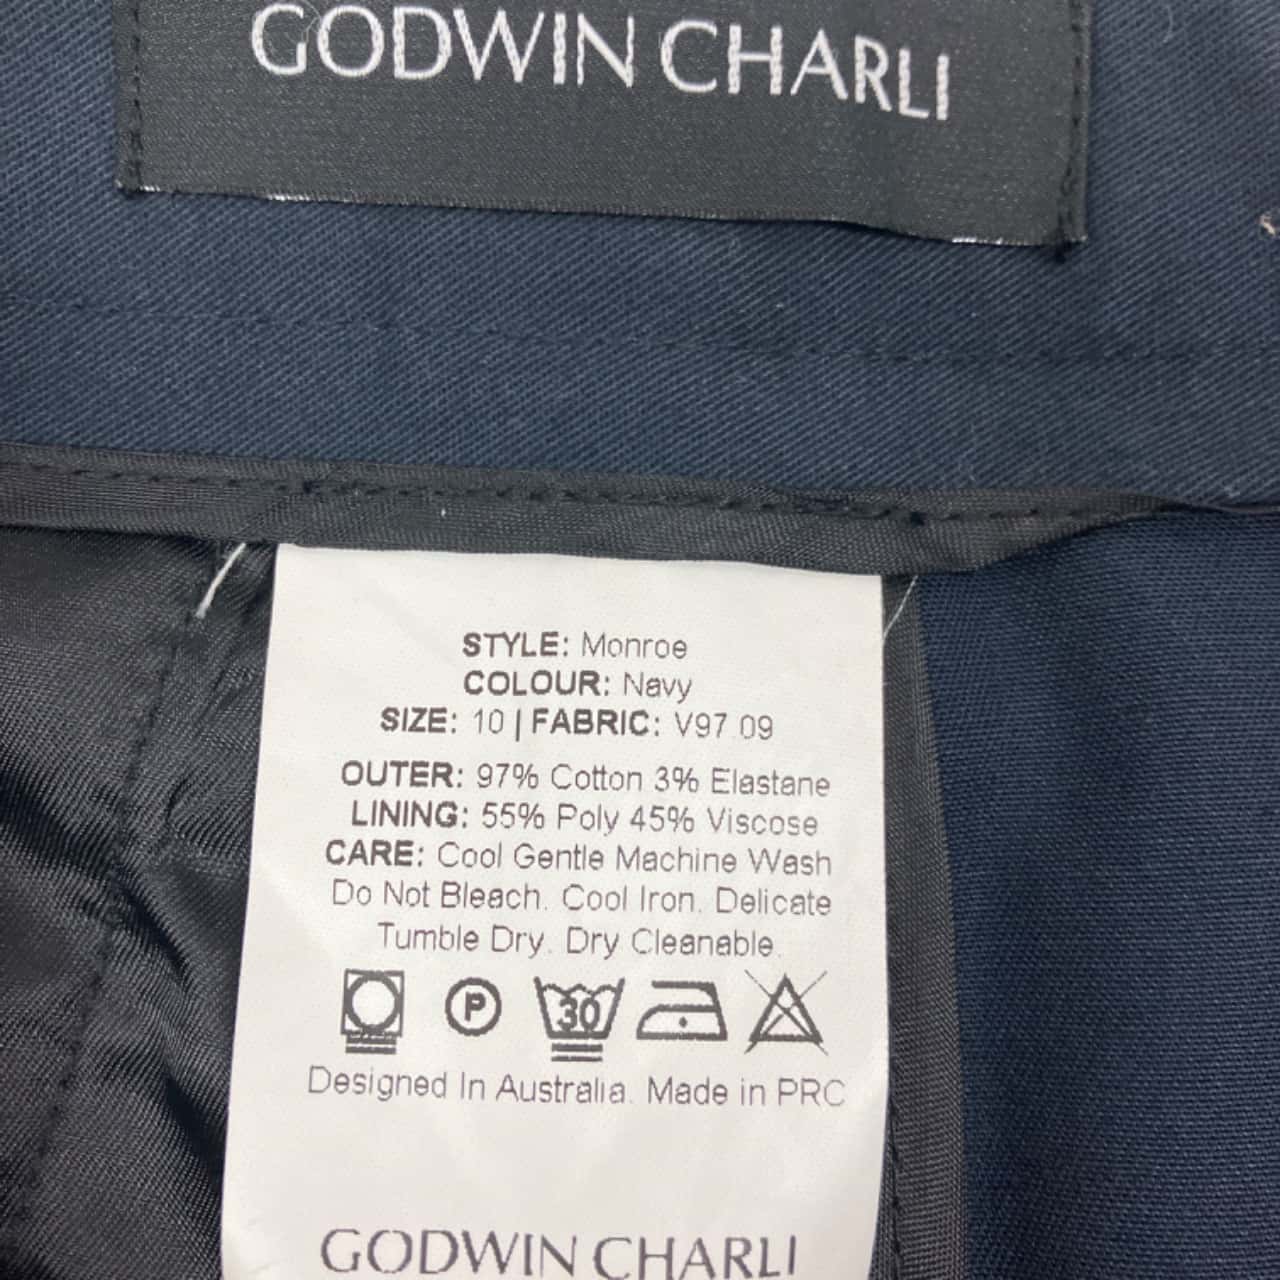 GODWIN CHARLI
STYLE: Monroe
COLOUR: Navy
SIZE: 10 | FABRIC: V97 09
OUTER: 97% Cotton 3% Elastane
LINING: 55% Poly 45% Viscose
CARE: Cool Gentle Machine Wash
Do Not Bleach. Cool Iron. Delicate
Tumble Dry. Dry Cleanable.
P 30
Designed In Australia. Made in PRC
GODWIN CHARLI